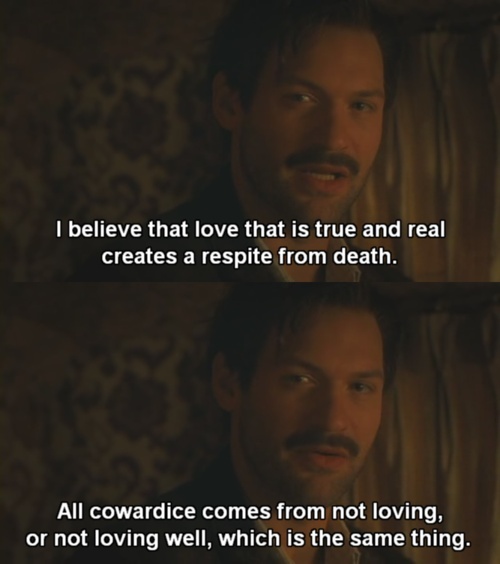 I believe that love that is true and real
creates a respite from death.
All cowardice comes from not loving,
or not loving well, which is the same thing.